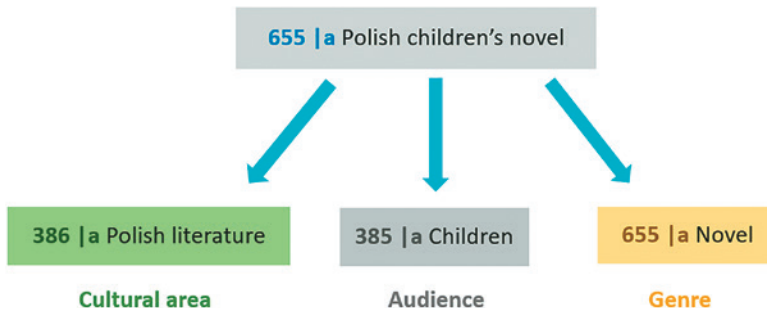 655 |a Polish children's novel
386 |a Polish literature
385 |a Children
655 |a Novel
Cultural area
Audience
Genre